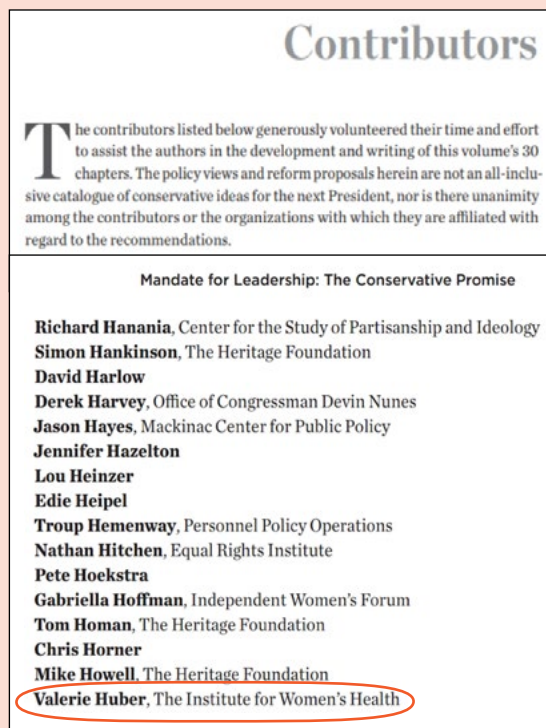 Contributors
The contributors listed below generously volunteered their time and effort
to assist the authors in the development and writing of this volume's 30
chapters. The policy views and reform proposals herein are not an all-inclu-
sive catalogue of conservative ideas for the next President, nor is there unanimity
among the contributors or the organizations with which they are affiliated with
regard to the recommendations.
Mandate for Leadership: The Conservative Promise
Richard Hanania, Center for the Study of Partisanship and Ideology
Simon Hankinson, The Heritage Foundation
David Harlow
Derek Harvey, Office of Congressman Devin Nunes
Jason Hayes, Mackinac Center for Public Policy
Jennifer Hazelton
Lou Heinzer
Edie Heipel
Troup Hemenway, Personnel Policy Operations
Nathan Hitchen, Equal Rights Institute
Pete Hoekstra
Gabriella Hoffman, Independent Women's Forum
Tom Homan, The Heritage Foundation
Chris Horner
Mike Howell, The Heritage Foundation
Valerie Huber, The Institute for Women's Health